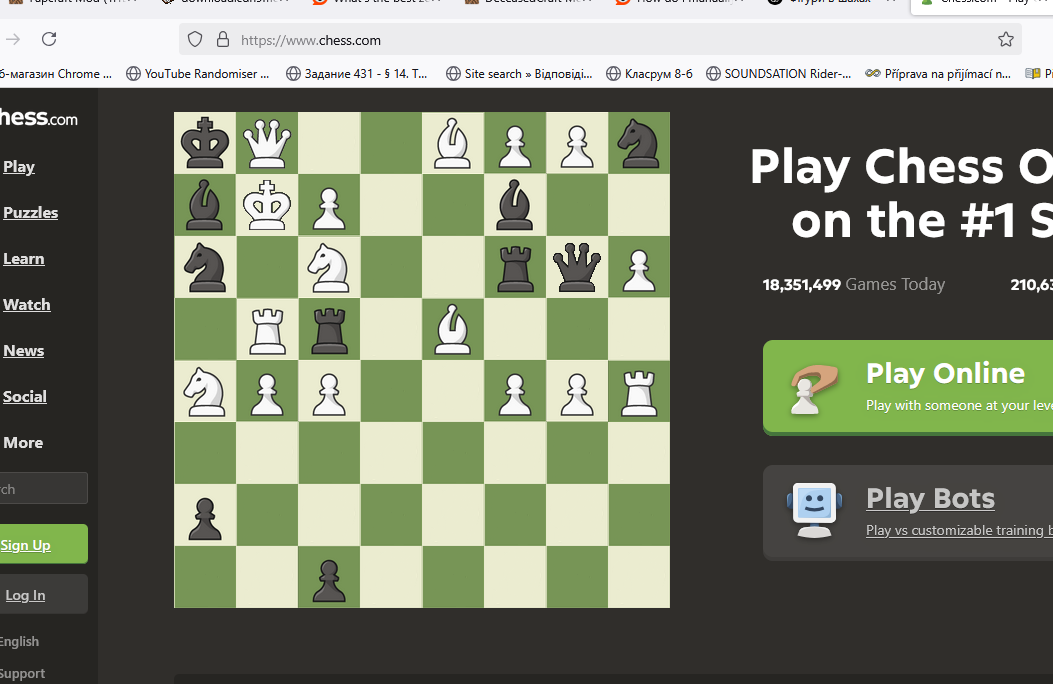 https://www.chess.com
б-магазин Chrome ... YouTube Randomiser ... Задание 431 - § 14. Т... Site search » Відповіді... Класрум 8-б SOUNDSATION Rider-... Příprava na přijímací n...
hess.com
Play
Puzzles
Learn
Watch
News
Social
More
rch
Sign Up
Log In
English
Support
Play Chess O
on the #1 S
18,351,499 Games Today 210,63
Play Online
Play with someone at your leve
Play Bots
Play vs customizable training b